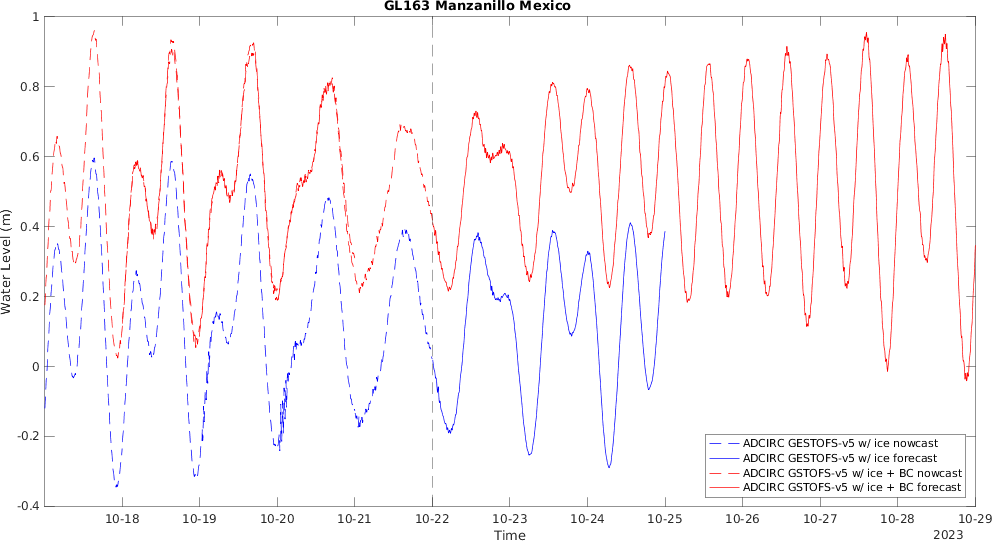 GL163 Manzanillo Mexico
Water Level (m)
1
0.8
0.6
0.4
0.2
0
-0.2
-0.4
ADCIRC GESTOFS-v5 w/ ice nowcast
ADCIRC GESTOFS-v5 w/ ice forecast
ADCIRC GSTOFS-v5 w/ ice + BC nowcast
ADCIRC GSTOFS-v5 w/ ice + BC forecast
10-18 10-19 10-20 10-21 10-22 10-23 10-24 10-25 10-26 10-27 10-28 10-29
Time
2023